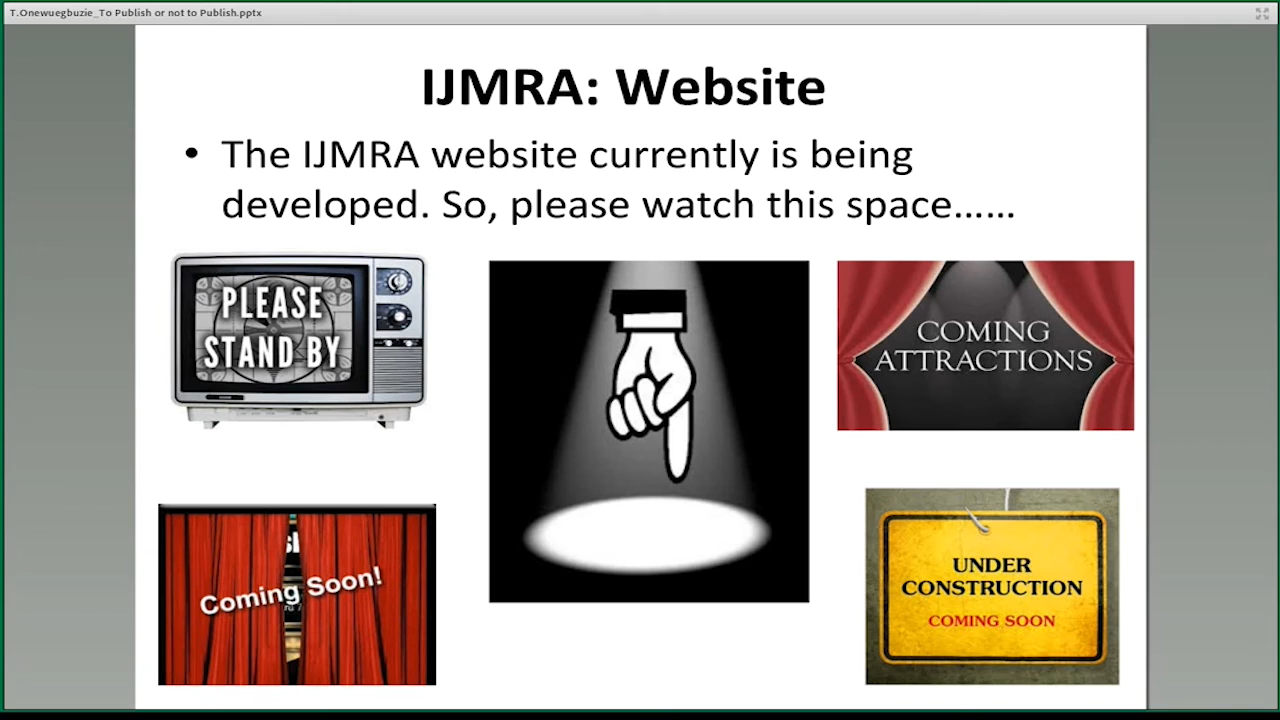 T.Onewuegbuzie_To Publish or not to Publish.pptx
IJMRA: Website
• The IJMRA website currently is being
developed. So, please watch this space......
PLEASE
STAND BY
COMING
ATTRACTIONS
Coming Soon!
UNDER
CONSTRUCTION
COMING SOON